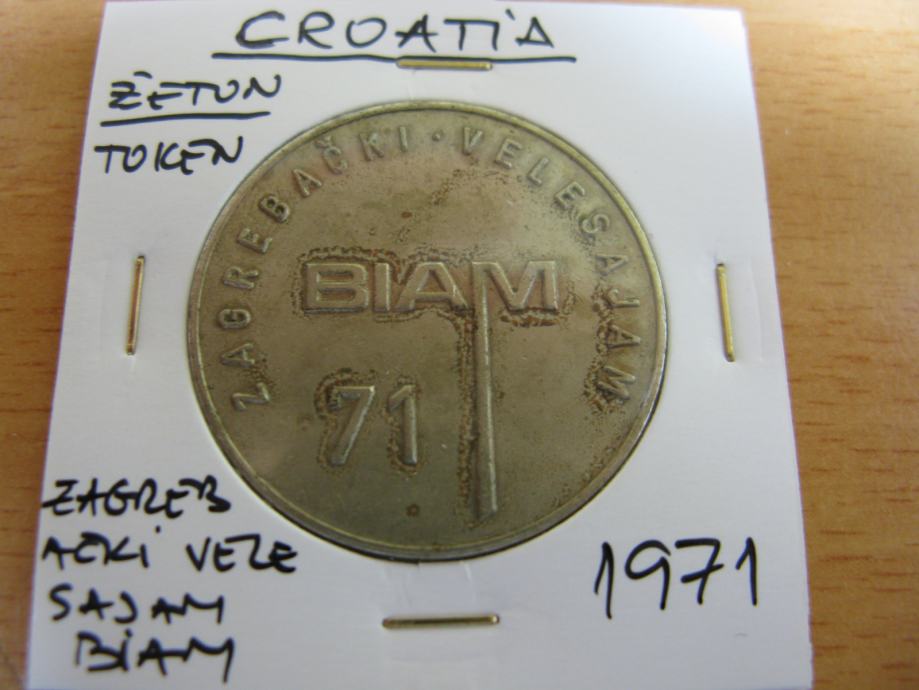 CROATIA
ŽETON
TOKEN
ZAGREBAČKI · VELESAJAM
BIAM
71
ZAGREB
AČKI VELE
SAJAM
BIAM
1971